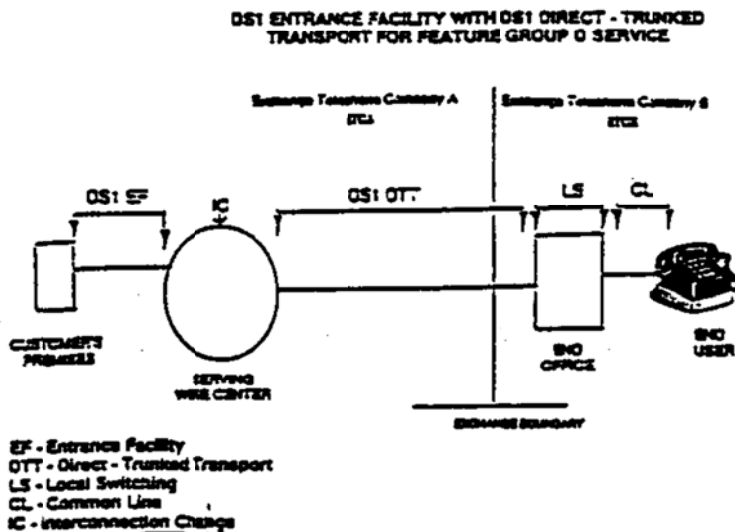 DS1 ENTRANCE FACILITY WITH DS1 DIRECT - TRUNKED
TRANSPORT FOR FEATURE GROUP D SERVICE
Exchange Telephone Company A
Exchange Telephone Company B
DS1 EF
IC
DS1 DTT
LS
CL
CUSTOMER'S
PREMISES
SERVING
WIRE CENTER
END
OFFICE
END
USER
EXCHANGE BOUNDARY
EF - Entrance Facility
DTT - Direct - Trunked Transport
LS - Local Switching
CL - Common Line
IC - Interconnection Charge